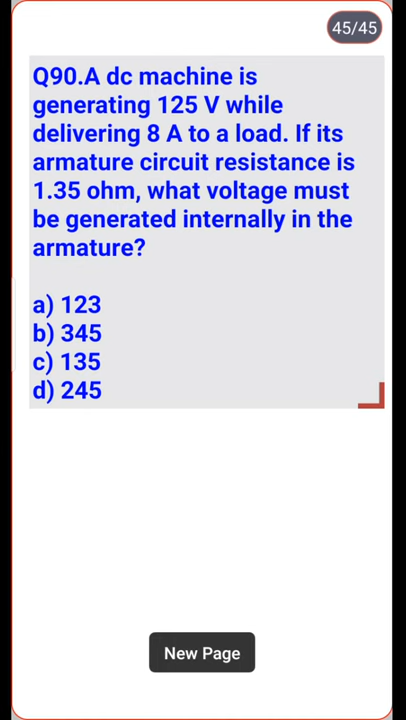 45/45
Q90.A dc machine is
generating 125 V while
delivering 8 A to a load. If its
armature circuit resistance is
1.35 ohm, what voltage must
be generated internally in the
armature?
a) 123
b) 345
c) 135
d) 245
New Page